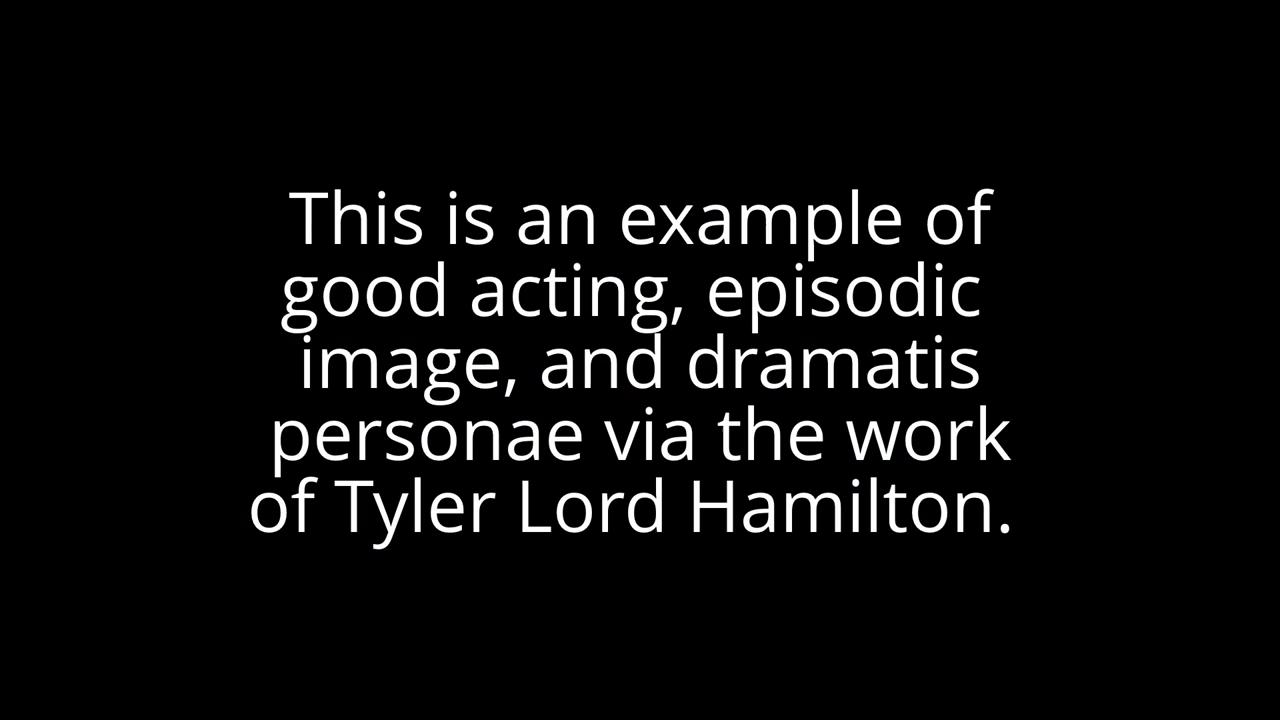 This is an example of
good acting, episodic
image, and dramatis
personae via the work
of Tyler Lord Hamilton.